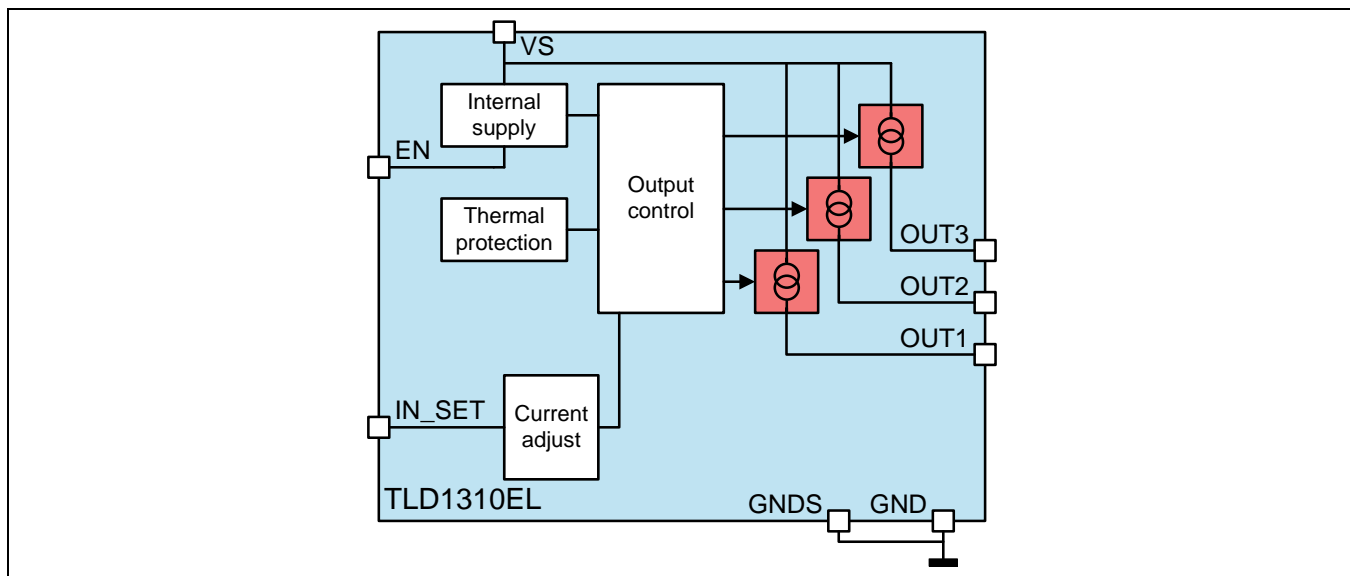 VS
Internal
supply
EN
Output
control
Thermal
protection
OUT3
OUT2
OUT1
IN_SET
Current
adjust
TLD1310EL
GNDS
GND